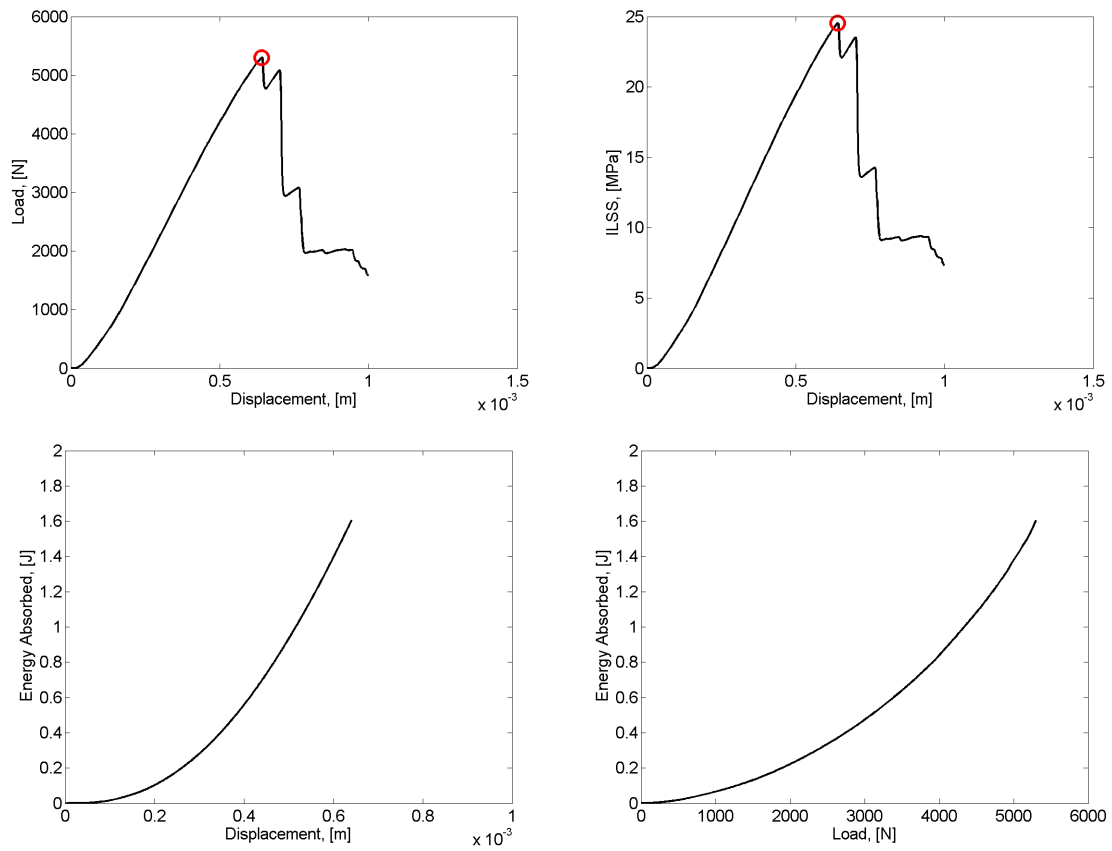 6000
5000
4000
3000
2000
1000
0
Load, [N]
0 0.5 1 1.5
Displacement, [m]
x 10⁻³
25
20
15
10
5
0
ILSS, [MPa]
0 0.5 1 1.5
Displacement, [m]
x 10⁻³
2
1.8
1.6
1.4
1.2
1
0.8
0.6
0.4
0.2
0
Energy Absorbed, [J]
0 0.2 0.4 0.6 0.8 1
Displacement, [m]
x 10⁻³
2
1.8
1.6
1.4
1.2
1
0.8
0.6
0.4
0.2
0
Energy Absorbed, [J]
0 1000 2000 3000 4000 5000 6000
Load, [N]